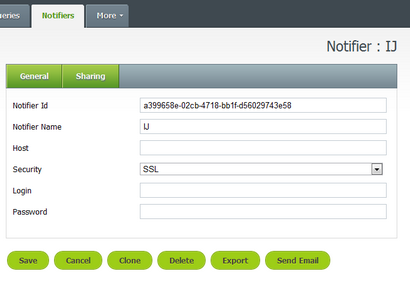 Notifiers More
Notifier : IJ
General Sharing
Notifier Id a399658e-02cb-4718-bb1f-d56029743e58
Notifier Name IJ
Host
Security SSL
Login
Password
Save Cancel Clone Delete Export Send Email